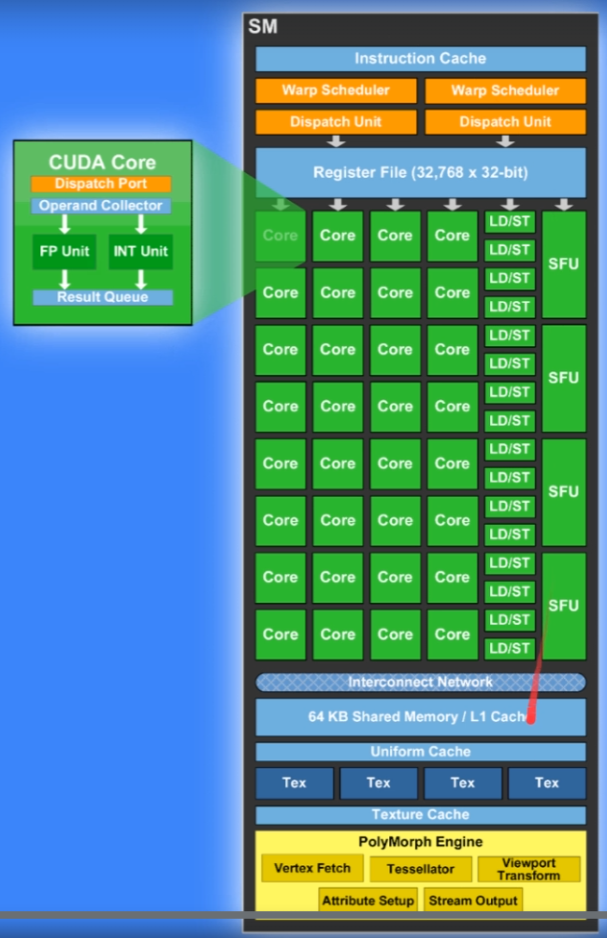 SM
Instruction Cache
Warp Scheduler Warp Scheduler
Dispatch Unit Dispatch Unit
Register File (32,768 x 32-bit)
CUDA Core
Dispatch Port
Operand Collector
FP Unit INT Unit
Result Queue
Core Core Core Core LD/ST LD/ST SFU
Core Core Core Core LD/ST LD/ST
Core Core Core Core LD/ST LD/ST SFU
Core Core Core Core LD/ST LD/ST
Core Core Core Core LD/ST LD/ST SFU
Core Core Core Core LD/ST LD/ST
Core Core Core Core LD/ST LD/ST SFU
Core Core Core Core LD/ST LD/ST
Interconnect Network
64 KB Shared Memory / L1 Cache
Uniform Cache
Tex Tex Tex Tex
Texture Cache
PolyMorph Engine
Vertex Fetch Tessellator Viewport Transform
Attribute Setup Stream Output